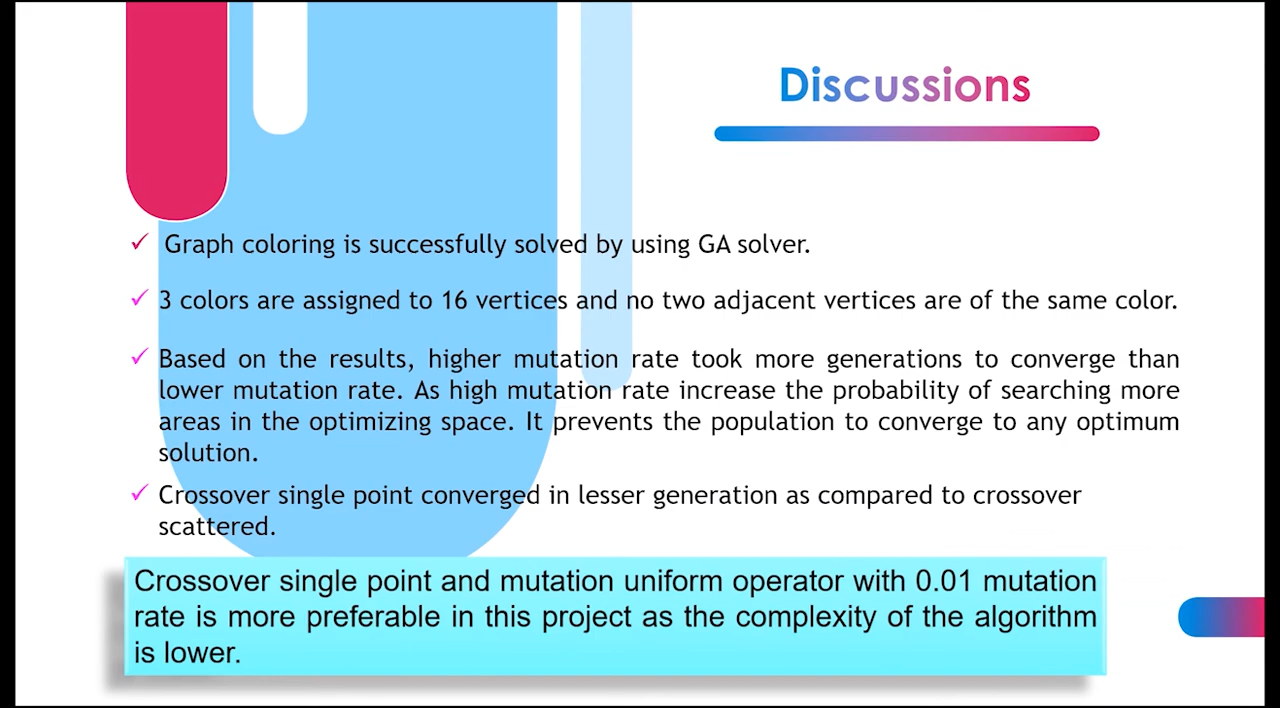 Discussions
✓ Graph coloring is successfully solved by using GA solver.
✓ 3 colors are assigned to 16 vertices and no two adjacent vertices are of the same color.
✓ Based on the results, higher mutation rate took more generations to converge than
lower mutation rate. As high mutation rate increase the probability of searching more
areas in the optimizing space. It prevents the population to converge to any optimum
solution.
✓ Crossover single point converged in lesser generation as compared to crossover
scattered.
Crossover single point and mutation uniform operator with 0.01 mutation
rate is more preferable in this project as the complexity of the algorithm
is lower.